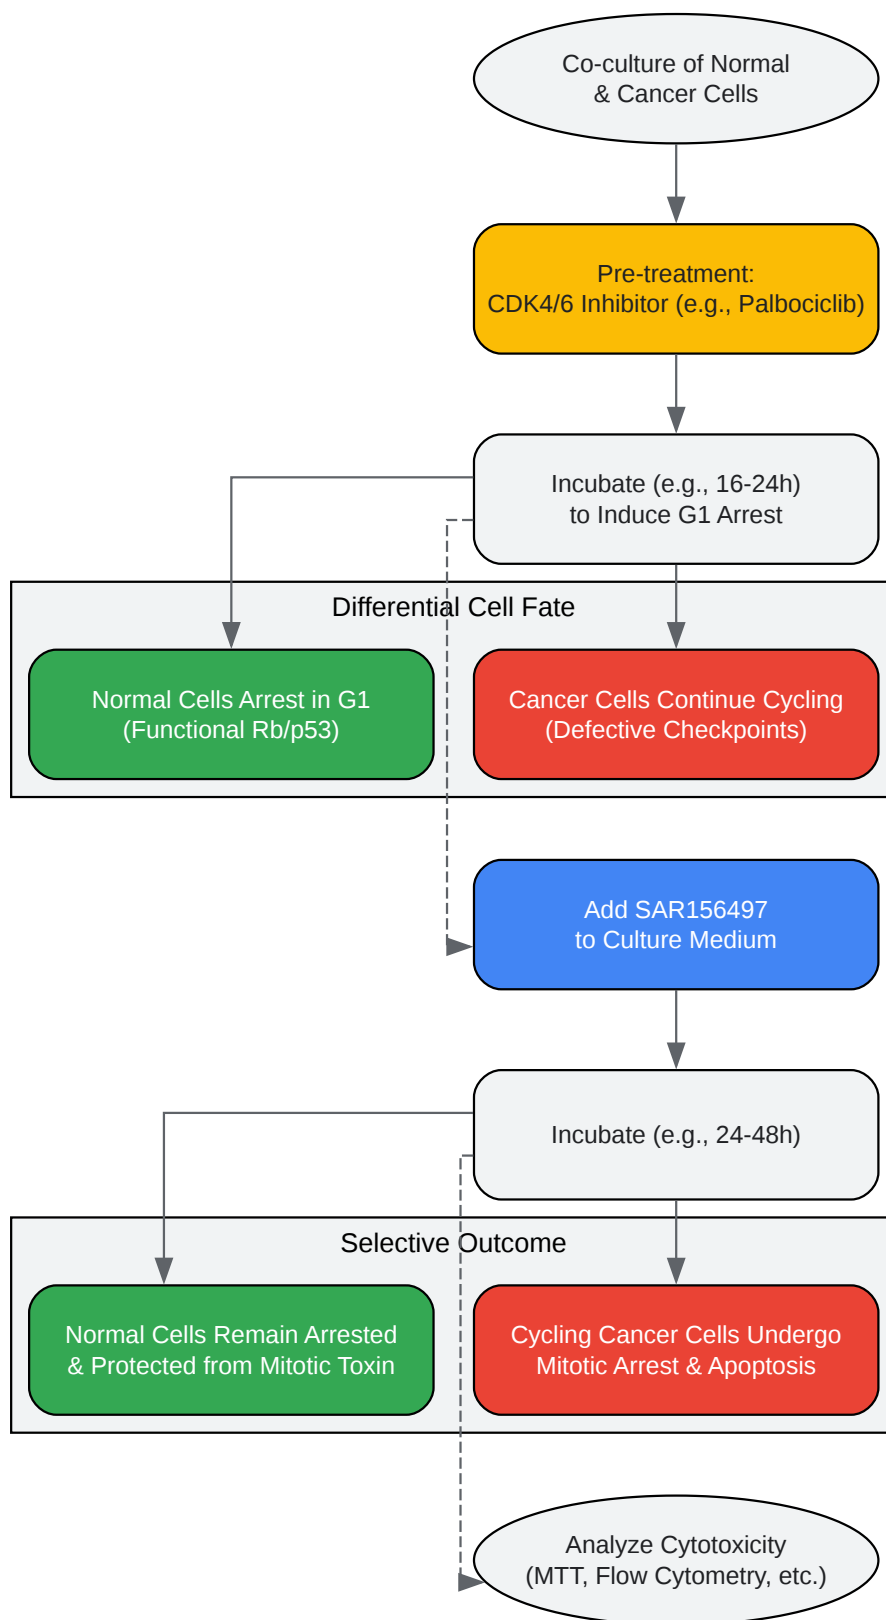 Co-culture of Normal
& Cancer Cells
Pre-treatment:
CDK4/6 Inhibitor (e.g., Palbociclib)
Incubate (e.g., 16-24h)
to Induce G1 Arrest
Differential Cell Fate
Normal Cells Arrest in G1
(Functional Rb/p53)
Cancer Cells Continue Cycling
(Defective Checkpoints)
Add SAR156497
to Culture Medium
Incubate (e.g., 24-48h)
Selective Outcome
Normal Cells Remain Arrested
& Protected from Mitotic Toxin
Cycling Cancer Cells Undergo
Mitotic Arrest & Apoptosis
Analyze Cytotoxicity
(MTT, Flow Cytometry, etc.)